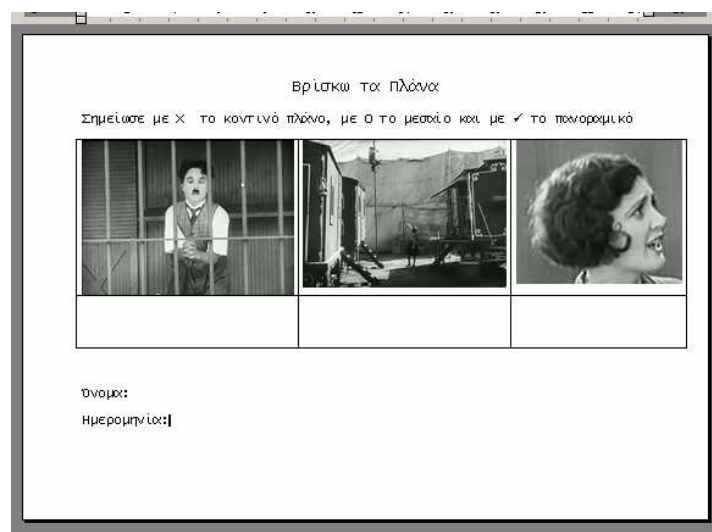 Βρίσκω τα Πλάνα
Σημείωσε με X το κοντινό πλάνο, με Ο το μεσαίο και με ✓ το πανοραμικό
Όνομα:
Ημερομηνία: